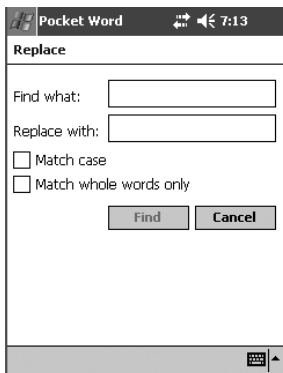 Pocket Word 7:13
Replace
Find what:
Replace with:
Match case
Match whole words only
Find Cancel